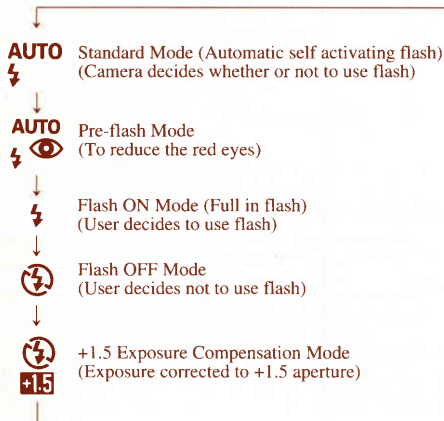 AUTO
Standard Mode (Automatic self activating flash)
(Camera decides whether or not to use flash)
AUTO
Pre-flash Mode
(To reduce the red eyes)
Flash ON Mode (Full in flash)
(User decides to use flash)
Flash OFF Mode
(User decides not to use flash)
+1.5 Exposure Compensation Mode
+1.5
(Exposure corrected to +1.5 aperture)